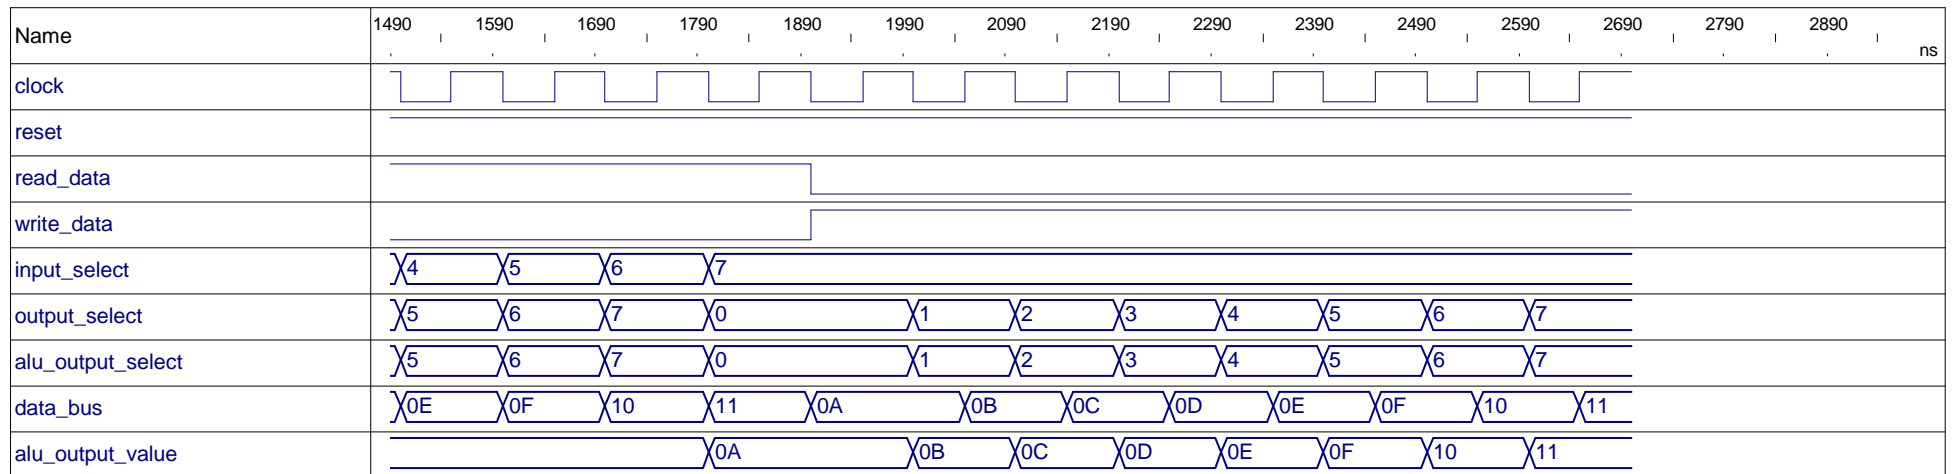 Name 1490 1590 1690 1790 1890 1990 2090 2190 2290 2390 2490 2590 2690 2790 2890 ns
clock
reset
read_data
write_data
input_select 4 5 6 7
output_select 5 6 7 0 1 2 3 4 5 6 7
alu_output_select 5 6 7 0 1 2 3 4 5 6 7
data_bus 0E 0F 10 11 0A 0B 0C 0D 0E 0F 10 11
alu_output_value 0A 0B 0C 0D 0E 0F 10 11